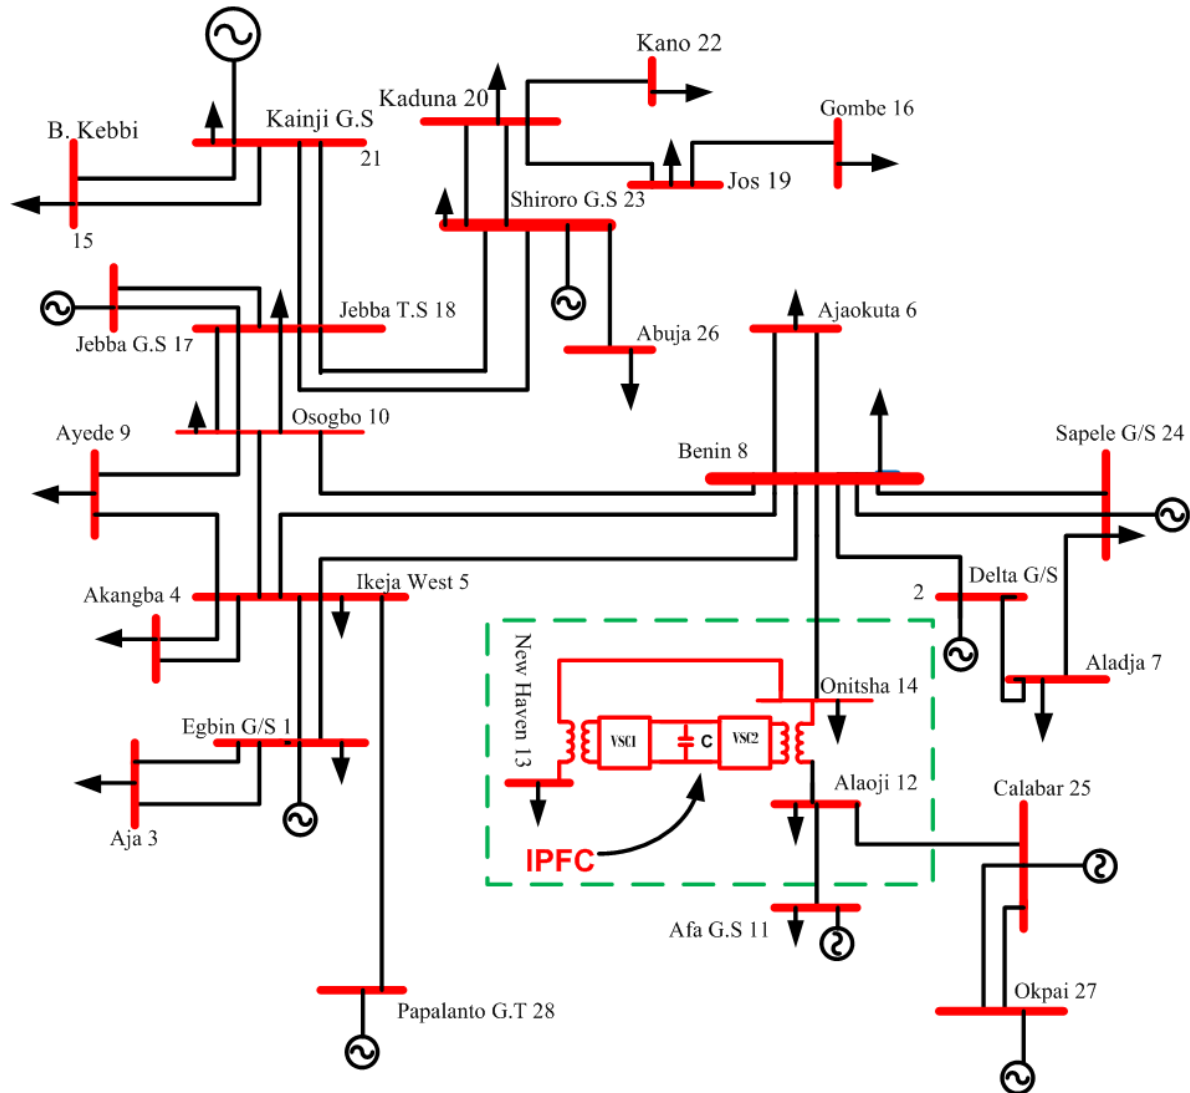 Kano 22
Kaduna 20
Gombe 16
B. Kebbi
Kainji G.S
21
Jos 19
Shiroro G.S 23
15
Jebba T.S 18
Ajaokuta 6
Jebba G.S 17
Abuja 26
Osogbo 10
Ayede 9
Benin 8
Sapele G/S 24
Ikeja West 5
Delta G/S
2
Akangba 4
New Haven 13
Aladja 7
Onitsha 14
Egbin G/S 1
VSC1
C
VSC2
Alaoji 12
Calabar 25
Aja 3
IPFC
Afa G.S 11
Okpai 27
Papalanto G.T 28